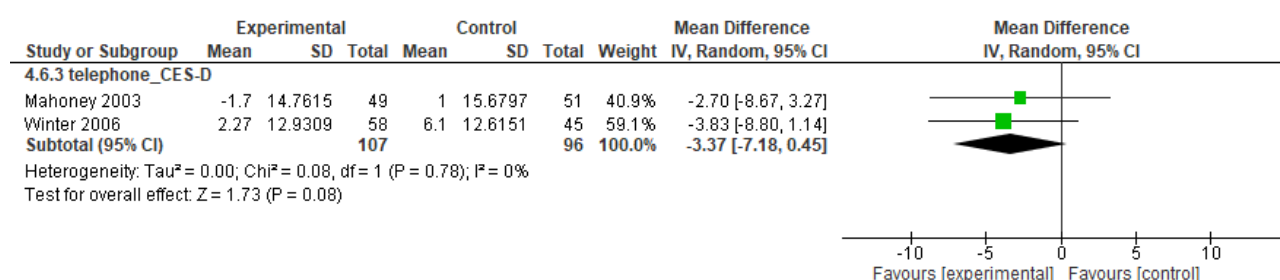 Experimental Control Mean Difference Mean Difference
Study or Subgroup Mean SD Total Mean SD Total Weight IV, Random, 95% CI IV, Random, 95% CI
4.6.3 telephone_CES-D
Mahoney 2003 -1.7 14.7615 49 1 15.6797 51 40.9% -2.70 [-8.67, 3.27]
Winter 2006 2.27 12.9309 58 6.1 12.6151 45 59.1% -3.83 [-8.80, 1.14]
Subtotal (95% CI) 107 96 100.0% -3.37 [-7.18, 0.45]
Heterogeneity: Tau² = 0.00; Chi² = 0.08, df = 1 (P = 0.78); I² = 0%
Test for overall effect: Z = 1.73 (P = 0.08)
-10 -5 0 5 10
Favours [experimental] Favours [control]